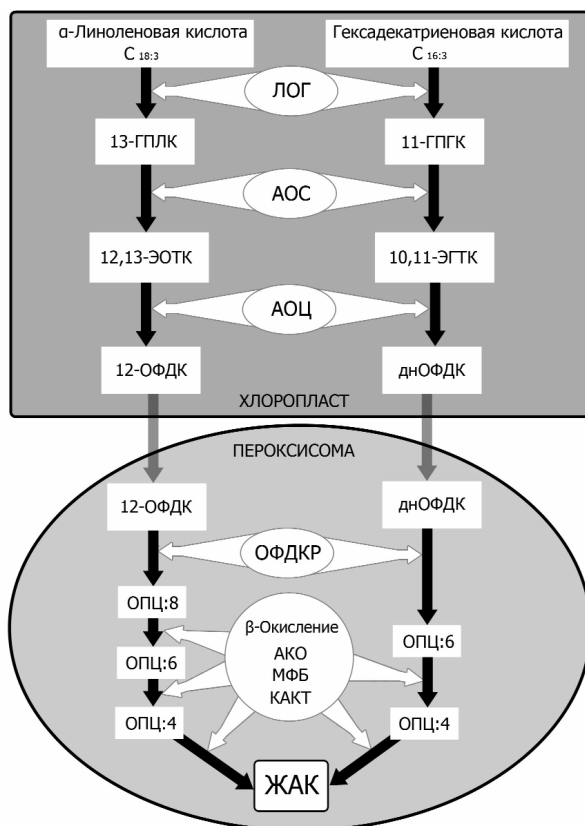 α-Линоленовая кислота
C 18:3
Гексадекатриеновая кислота
C 16:3
ЛОГ
13-ГПЛК
11-ГПГК
АОС
12,13-ЭОТК
10,11-ЭГТК
АОЦ
12-ОФДК
днОФДК
ХЛОРОПЛАСТ
ПЕРОКСИСОМА
12-ОФДК
днОФДК
ОФДКР
ОПЦ:8
β-Окисление
АКО
МФБ
КАКТ
ОПЦ:6
ОПЦ:6
ОПЦ:4
ОПЦ:4
ЖАК